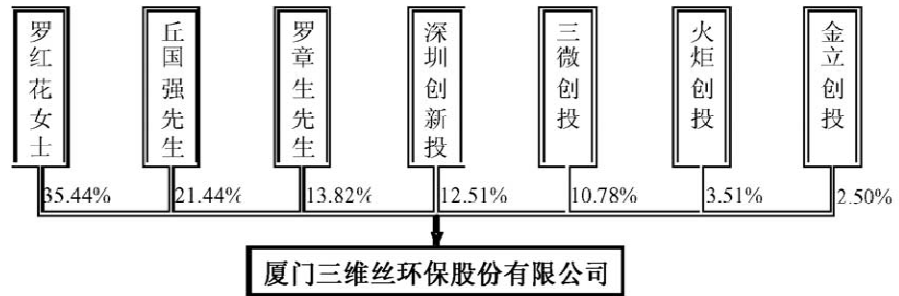 罗红花女士
丘国强先生
罗章生先生
深圳创新投
三微创投
火炬创投
金立创投
35.44%
21.44%
13.82%
12.51%
10.78%
3.51%
2.50%
厦门三维丝环保股份有限公司